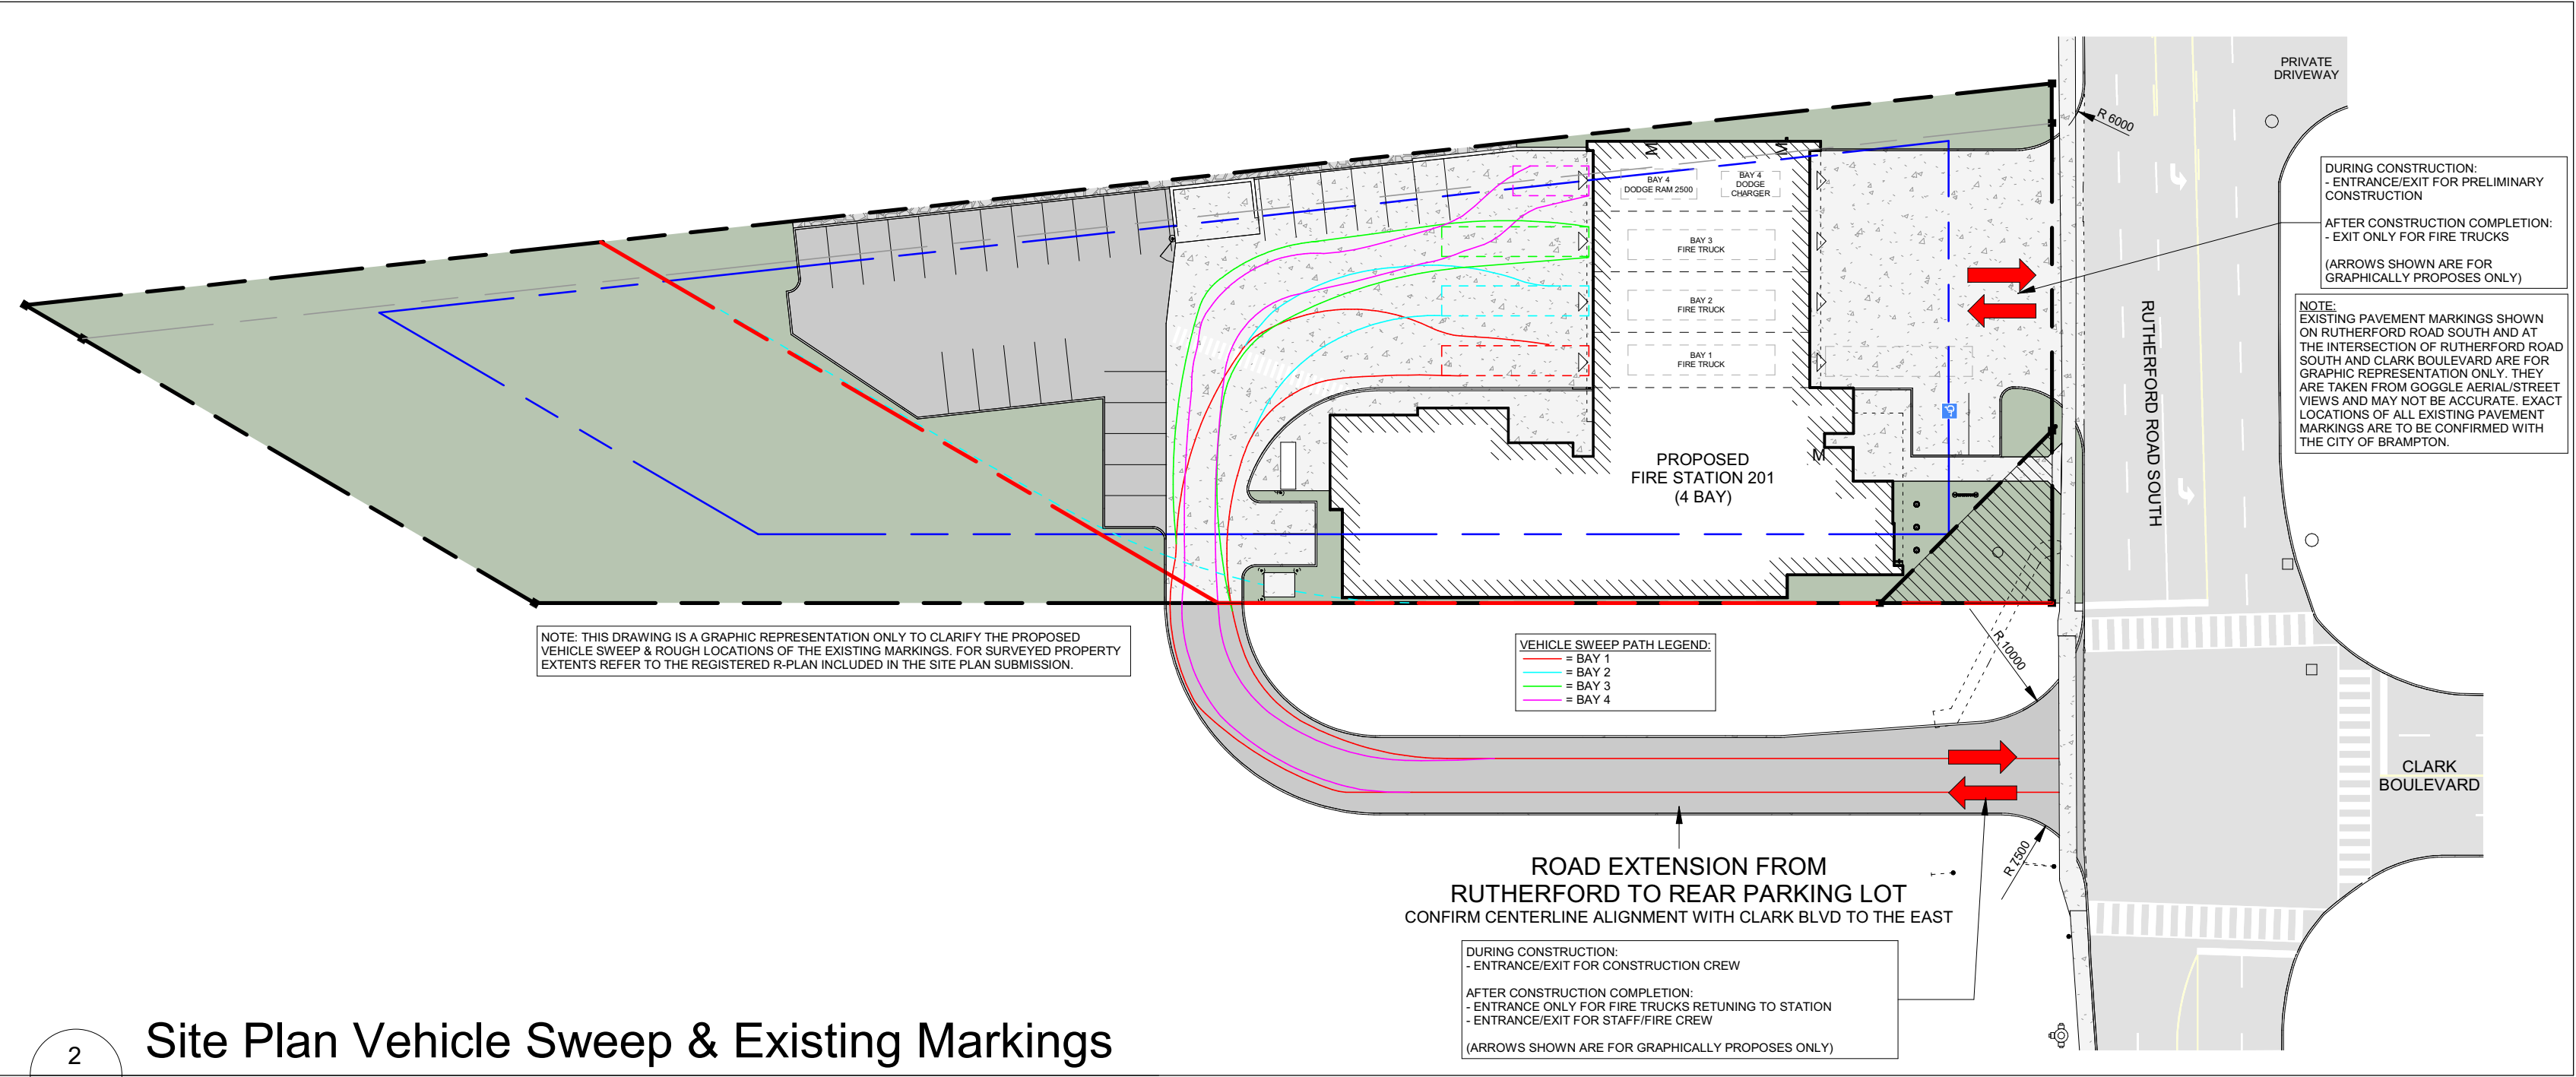 PRIVATE
DRIVEWAY
R 6000
DURING CONSTRUCTION:
- ENTRANCE/EXIT FOR PRELIMINARY
CONSTRUCTION
AFTER CONSTRUCTION COMPLETION:
- EXIT ONLY FOR FIRE TRUCKS
(ARROWS SHOWN ARE FOR
GRAPHICALLY PROPOSES ONLY)
NOTE:
EXISTING PAVEMENT MARKINGS SHOWN
ON RUTHERFORD ROAD SOUTH AND AT
THE INTERSECTION OF RUTHERFORD ROAD
SOUTH AND CLARK BOULEVARD ARE FOR
GRAPHIC REPRESENTATION ONLY. THEY
ARE TAKEN FROM GOGGLE AERIAL/STREET
VIEWS AND MAY NOT BE ACCURATE. EXACT
LOCATIONS OF ALL EXISTING PAVEMENT
MARKINGS ARE TO BE CONFIRMED WITH
THE CITY OF BRAMPTON.
M
M
BAY 4
DODGE RAM 2500
BAY 4
DODGE
CHARGER
BAY 3
FIRE TRUCK
BAY 2
FIRE TRUCK
BAY 1
FIRE TRUCK
M
PROPOSED
FIRE STATION 201
(4 BAY)
RUTHERFORD ROAD SOUTH
NOTE: THIS DRAWING IS A GRAPHIC REPRESENTATION ONLY TO CLARIFY THE PROPOSED
VEHICLE SWEEP & ROUGH LOCATIONS OF THE EXISTING MARKINGS. FOR SURVEYED PROPERTY
EXTENTS REFER TO THE REGISTERED R-PLAN INCLUDED IN THE SITE PLAN SUBMISSION.
VEHICLE SWEEP PATH LEGEND:
= BAY 1
= BAY 2
= BAY 3
= BAY 4
R 10000
CLARK
BOULEVARD
R 7500
ROAD EXTENSION FROM
RUTHERFORD TO REAR PARKING LOT
CONFIRM CENTERLINE ALIGNMENT WITH CLARK BLVD TO THE EAST
DURING CONSTRUCTION:
- ENTRANCE/EXIT FOR CONSTRUCTION CREW
AFTER CONSTRUCTION COMPLETION:
- ENTRANCE ONLY FOR FIRE TRUCKS RETUNING TO STATION
- ENTRANCE/EXIT FOR STAFF/FIRE CREW
(ARROWS SHOWN ARE FOR GRAPHICALLY PROPOSES ONLY)
2
Site Plan Vehicle Sweep & Existing Markings